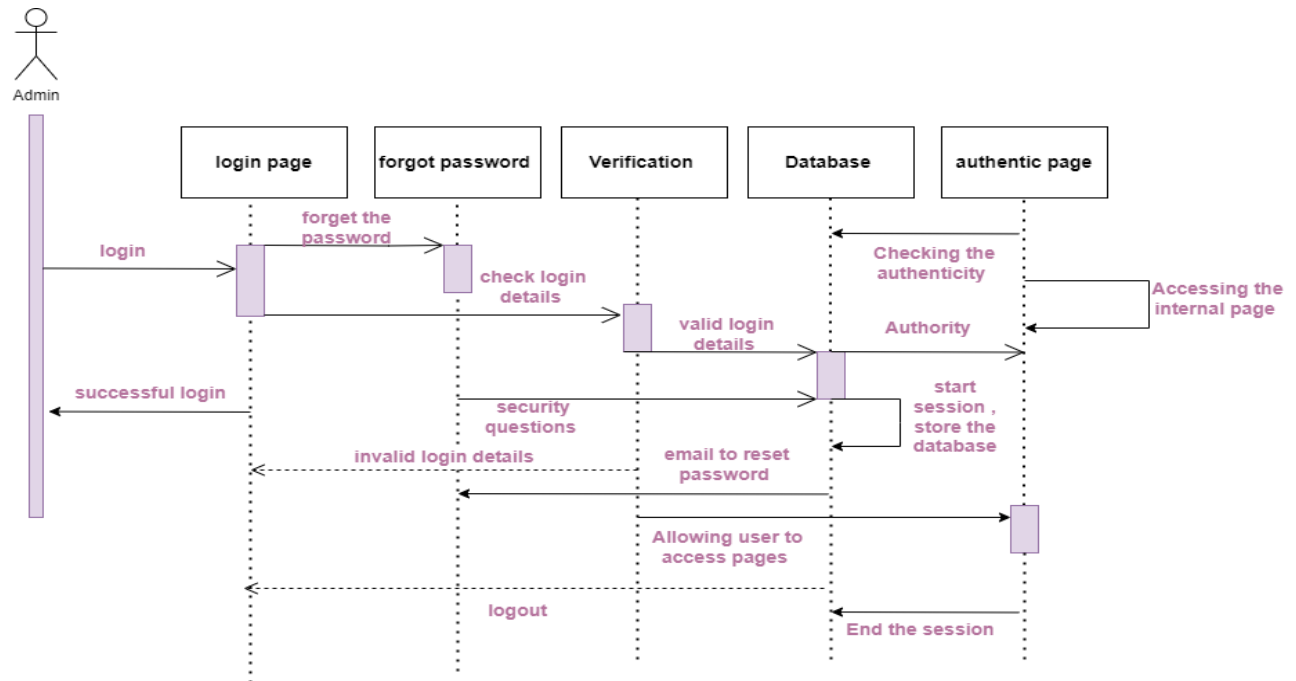 Admin
login page
forgot password
Verification
Database
authentic page
forget the
password
login
Checking the
authenticity
check login
details
Accessing the
internal page
valid login
details
Authority
successful login
start
session ,
store the
database
security
questions
invalid login details
email to reset
password
Allowing user to
access pages
logout
End the session